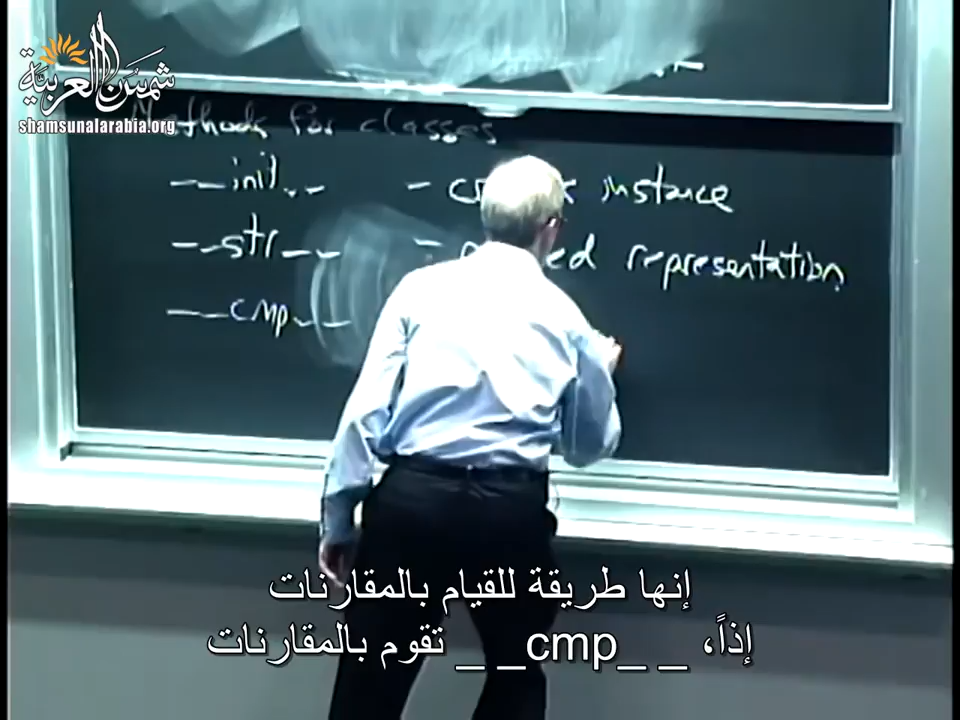 شمس العربية
shamsunalarabia.org
Methods for classes
__init__ - instance
__str__ - representation
__cmp__
إنها طريقة للقيام بالمقارنات
إذاً، _ _cmp_ _ تقوم بالمقارنات